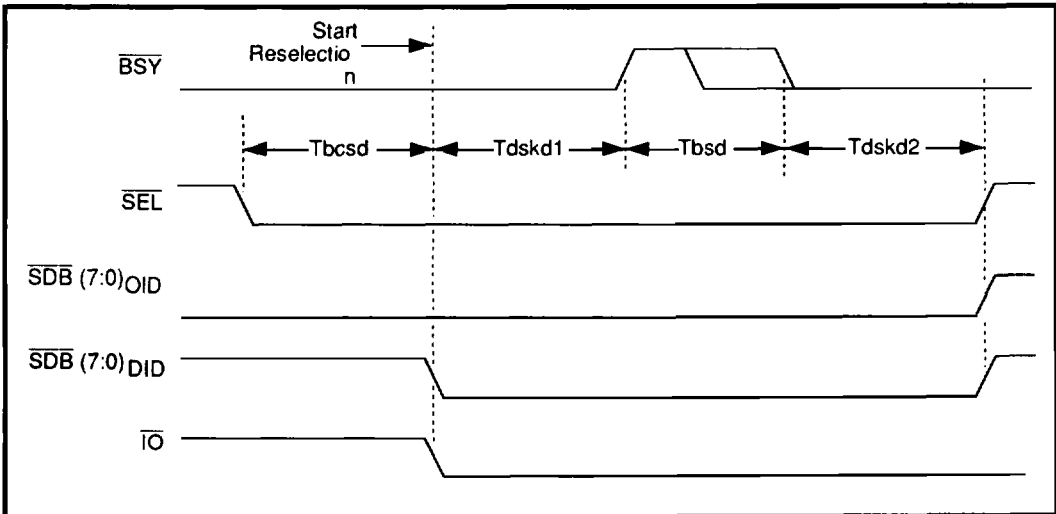 Start
Reselectio
n
BSY
Tbcsd
Tdskd1
Tbsd
Tdskd2
SEL
SDB (7:0)OID
SDB (7:0)DID
IO